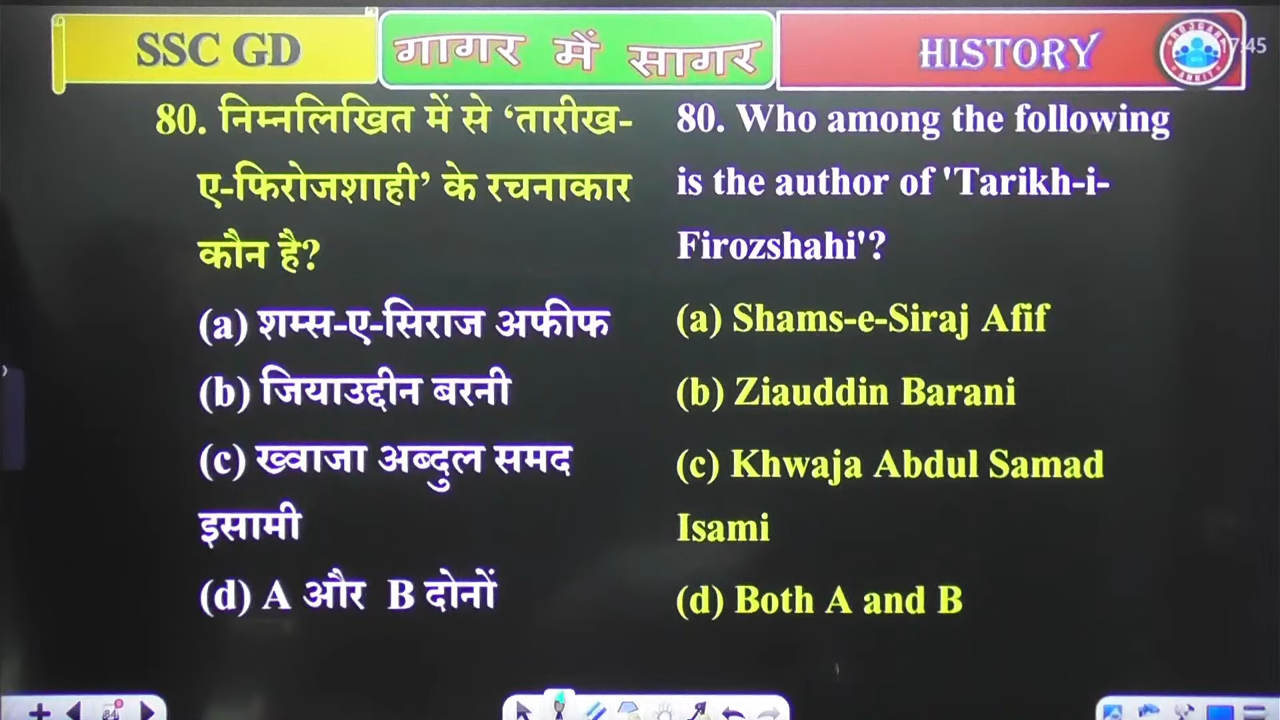 SSC GD
गागर में सागर
HISTORY
17:45
80. निम्नलिखित में से ‘तारीख-
ए-फिरोजशाही’ के रचनाकार
कौन है?
(a) शम्स-ए-सिराज अफीफ
(b) जियाउद्दीन बरनी
(c) ख्वाजा अब्दुल समद
इसामी
(d) A और B दोनों
80. Who among the following
is the author of 'Tarikh-i-
Firozshahi'?
(a) Shams-e-Siraj Afif
(b) Ziauddin Barani
(c) Khwaja Abdul Samad
Isami
(d) Both A and B